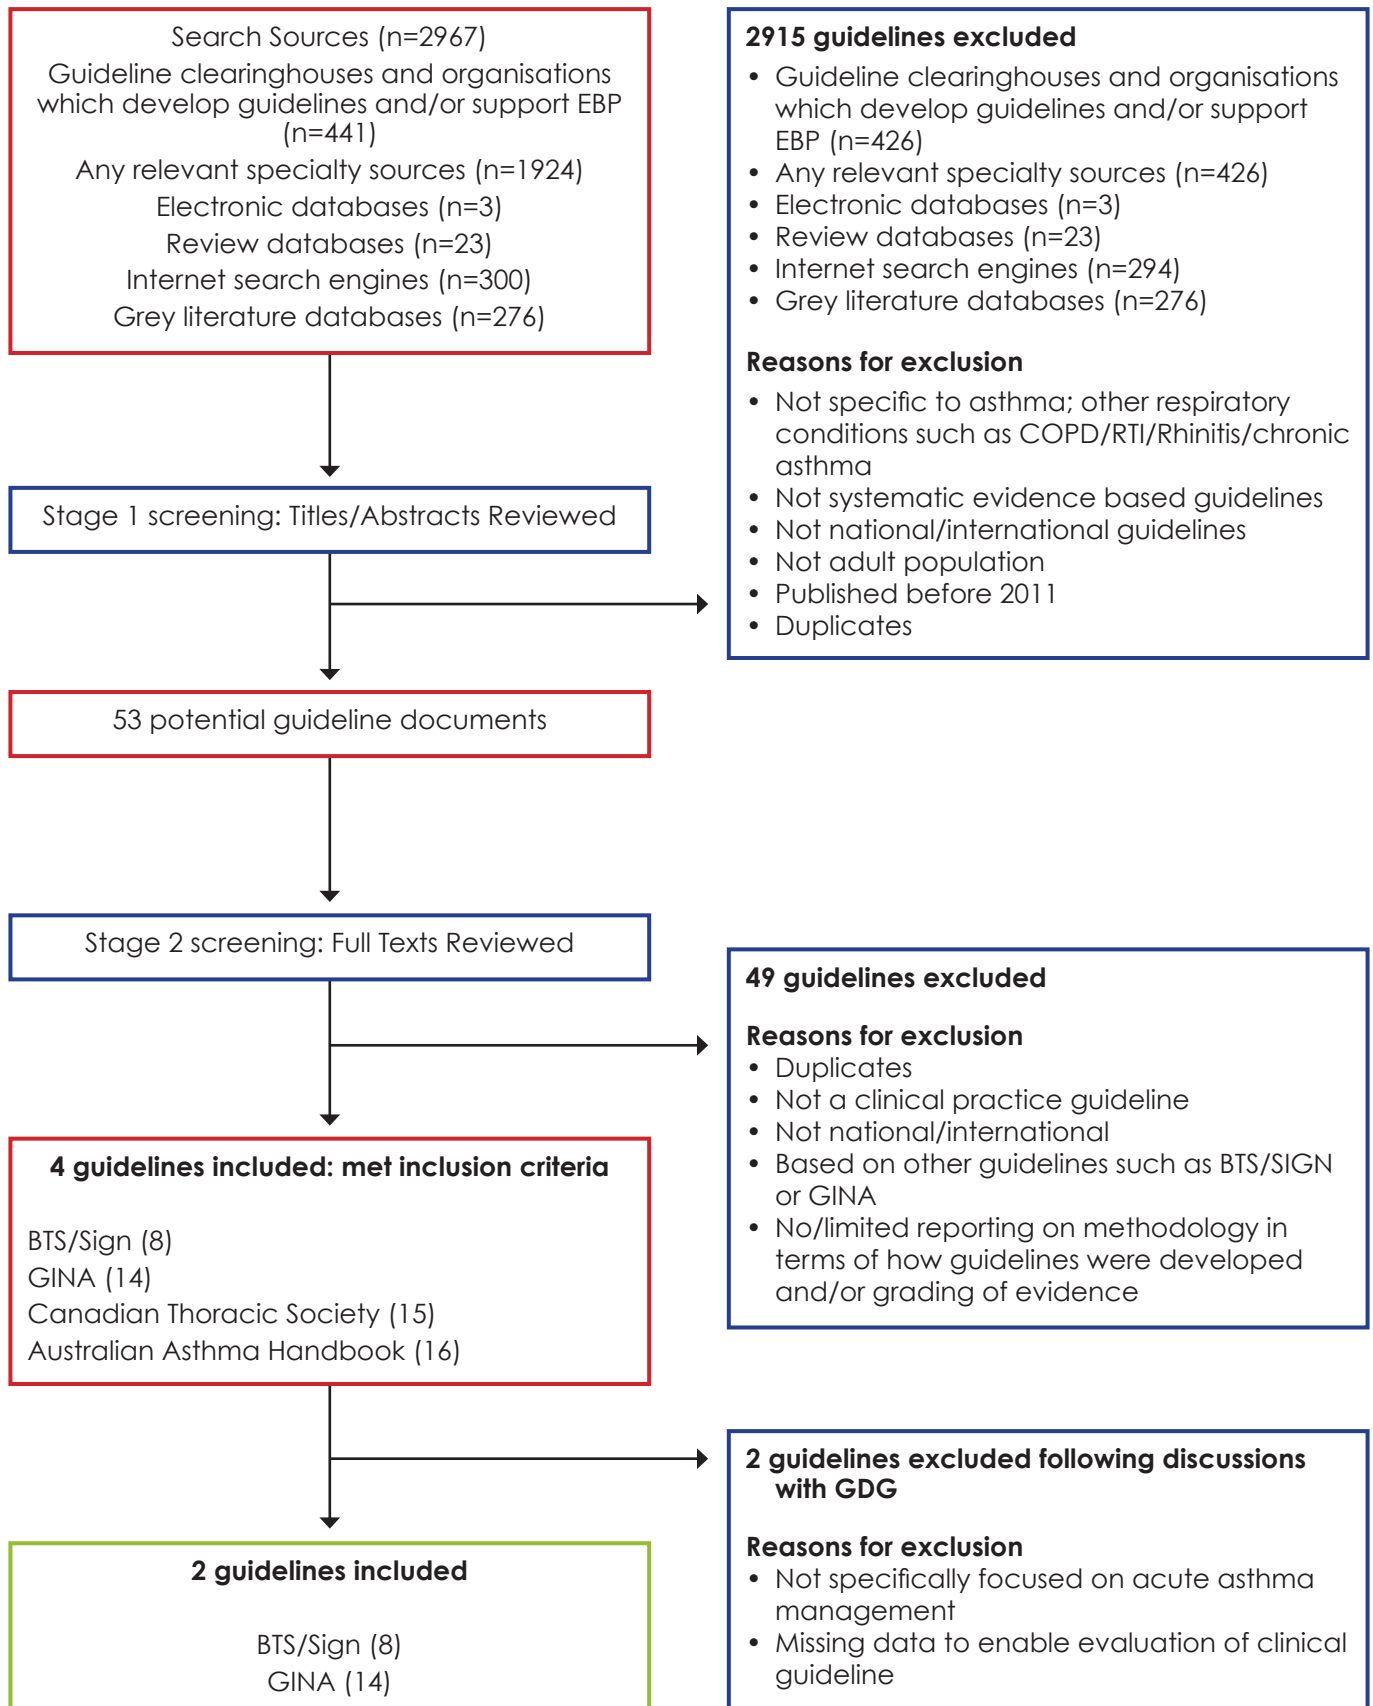 Search Sources (n=2967)
Guideline clearinghouses and organisations
which develop guidelines and/or support EBP
(n=441)
Any relevant specialty sources (n=1924)
Electronic databases (n=3)
Review databases (n=23)
Internet search engines (n=300)
Grey literature databases (n=276)
2915 guidelines excluded
• Guideline clearinghouses and organisations
which develop guidelines and/or support
EBP (n=426)
• Any relevant specialty sources (n=426)
• Electronic databases (n=3)
• Review databases (n=23)
• Internet search engines (n=294)
• Grey literature databases (n=276)
Reasons for exclusion
• Not specific to asthma; other respiratory
conditions such as COPD/RTI/Rhinitis/chronic
asthma
• Not systematic evidence based guidelines
• Not national/international guidelines
• Not adult population
• Published before 2011
• Duplicates
Stage 1 screening: Titles/Abstracts Reviewed
53 potential guideline documents
Stage 2 screening: Full Texts Reviewed
49 guidelines excluded
Reasons for exclusion
• Duplicates
• Not a clinical practice guideline
• Not national/international
• Based on other guidelines such as BTS/SIGN
or GINA
• No/limited reporting on methodology in
terms of how guidelines were developed
and/or grading of evidence
4 guidelines included: met inclusion criteria
BTS/Sign (8)
GINA (14)
Canadian Thoracic Society (15)
Australian Asthma Handbook (16)
2 guidelines excluded following discussions
with GDG
Reasons for exclusion
• Not specifically focused on acute asthma
management
• Missing data to enable evaluation of clinical
guideline
2 guidelines included
BTS/Sign (8)
GINA (14)